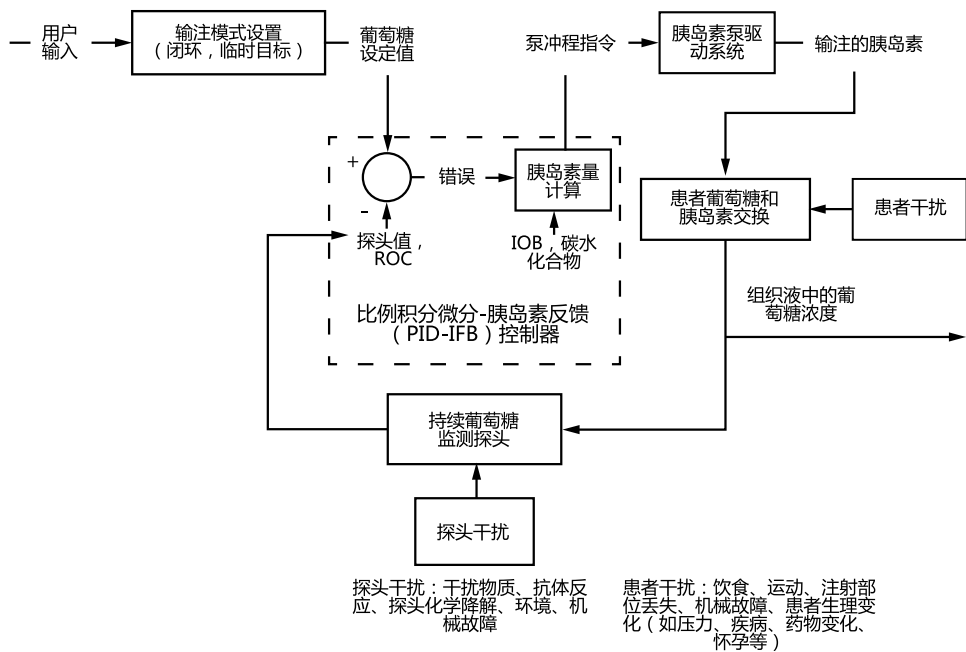 用户
输入
输注模式设置
（闭环，临时目标）
葡萄糖
设定值
泵冲程指令
胰岛素泵驱
动系统
输注的胰岛素
+
-
错误
胰岛素量
计算
探头值，
ROC
IOB，碳水
化合物
比例积分微分-胰岛素反馈
（PID-IFB）控制器
患者葡萄糖和
胰岛素交换
患者干扰
组织液中的葡
萄糖浓度
持续葡萄糖
监测探头
探头干扰
探头干扰：干扰物质、抗体反
应、探头化学降解、环境、机
械故障
患者干扰：饮食、运动、注射部
位丢失、机械故障、患者生理变
化（如压力、疾病、药物变化、
怀孕等）